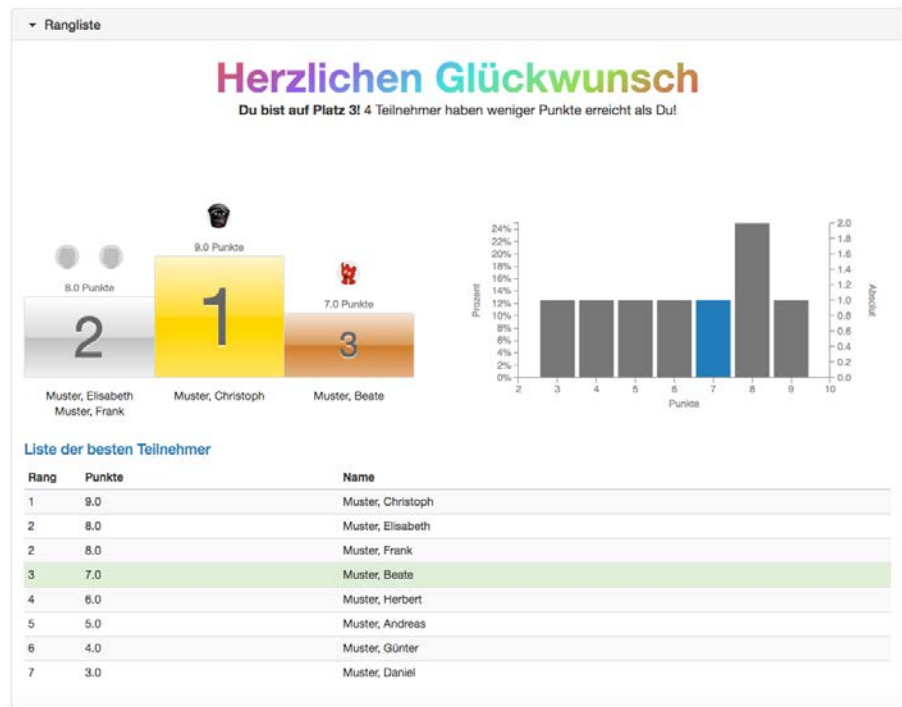 Rangliste
Herzlichen Glückwunsch
Du bist auf Platz 3! 4 Teilnehmer haben weniger Punkte erreicht als Du!
9.0 Punkte
8.0 Punkte
7.0 Punkte
2
1
3
Muster, Elisabeth
Muster, Frank
Muster, Christoph
Muster, Beate
24%
22%
20%
18%
16%
14%
12%
10%
8%
6%
4%
2%
0%
Prozent
2 3 4 5 6 7 8 9 10
Punkte
2.0
1.8
1.6
1.4
1.2
1.0
0.8
0.6
0.4
0.2
0.0
Absolut
Liste der besten Teilnehmer
Rang Punkte Name
1 9.0 Muster, Christoph
2 8.0 Muster, Elisabeth
2 8.0 Muster, Frank
3 7.0 Muster, Beate
4 6.0 Muster, Herbert
5 5.0 Muster, Andreas
6 4.0 Muster, Günter
7 3.0 Muster, Daniel